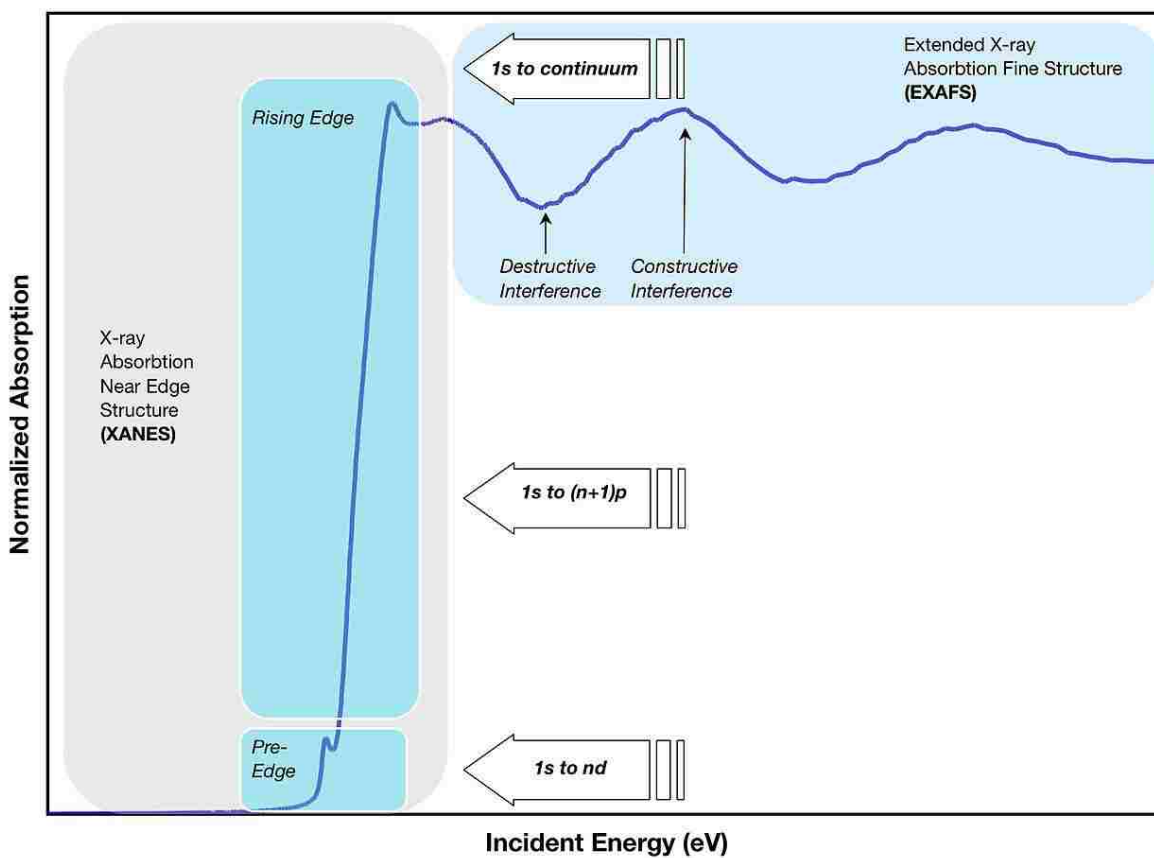 1s to continuum
Extended X-ray
Absorbtion Fine Structure
(EXAFS)
Rising Edge
Destructive
Interference
Constructive
Interference
X-ray
Absorbtion
Near Edge
Structure
(XANES)
1s to (n+1)p
Pre-
Edge
1s to nd
Normalized Absorption
Incident Energy (eV)